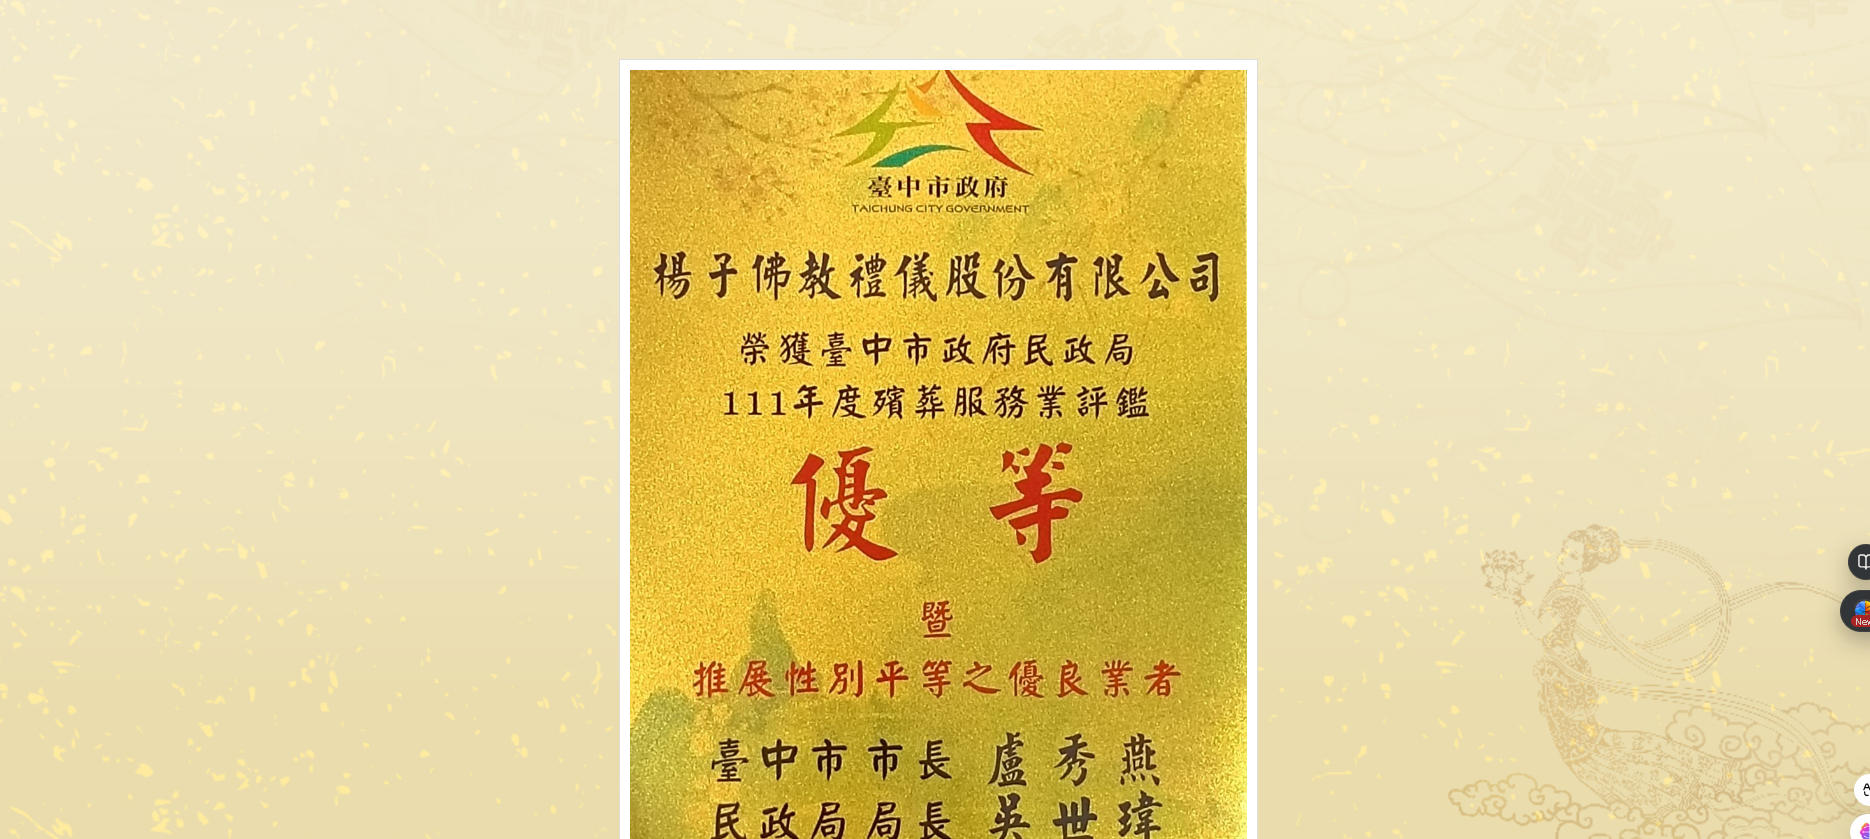 臺中市政府
TAICHUNG CITY GOVERNMENT
楊子佛教禮儀股份有限公司
榮獲臺中市政府民政局
111年度殯葬服務業評鑑
優等
暨
推展性別平等之優良業者
臺中市市長 盧秀燕
民政局局長 吳世瑋
New